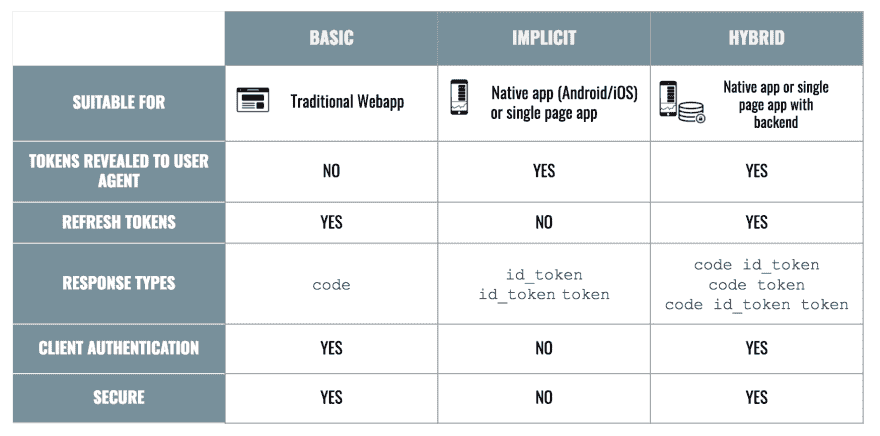 BASIC IMPLICIT HYBRID
SUITABLE FOR
Traditional Webapp
Native app (Android/iOS)
or single page app
Native app or single
page app with
backend
TOKENS REVEALED TO USER
AGENT
NO YES YES
REFRESH TOKENS YES NO YES
RESPONSE TYPES
code
id_token
id_token token
code id_token
code token
code id_token token
CLIENT AUTHENTICATION YES NO YES
SECURE YES NO YES